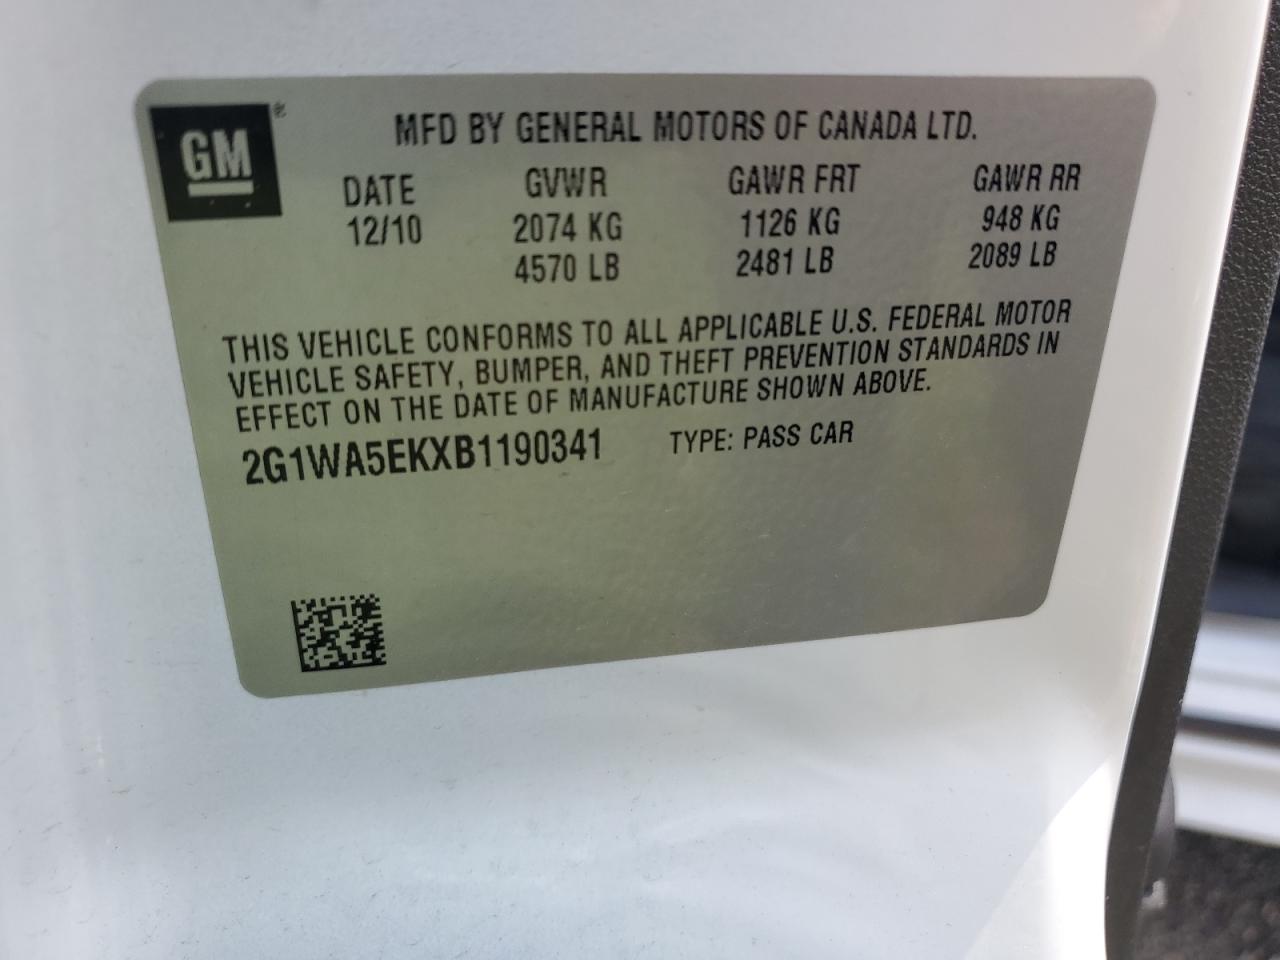 GM ®
MFD BY GENERAL MOTORS OF CANADA LTD.
DATE GVWR GAWR FRT GAWR RR
12/10 2074 KG 1126 KG 948 KG
4570 LB 2481 LB 2089 LB
THIS VEHICLE CONFORMS TO ALL APPLICABLE U.S. FEDERAL MOTOR
VEHICLE SAFETY, BUMPER, AND THEFT PREVENTION STANDARDS IN
EFFECT ON THE DATE OF MANUFACTURE SHOWN ABOVE.
2G1WA5EKXB1190341 TYPE: PASS CAR